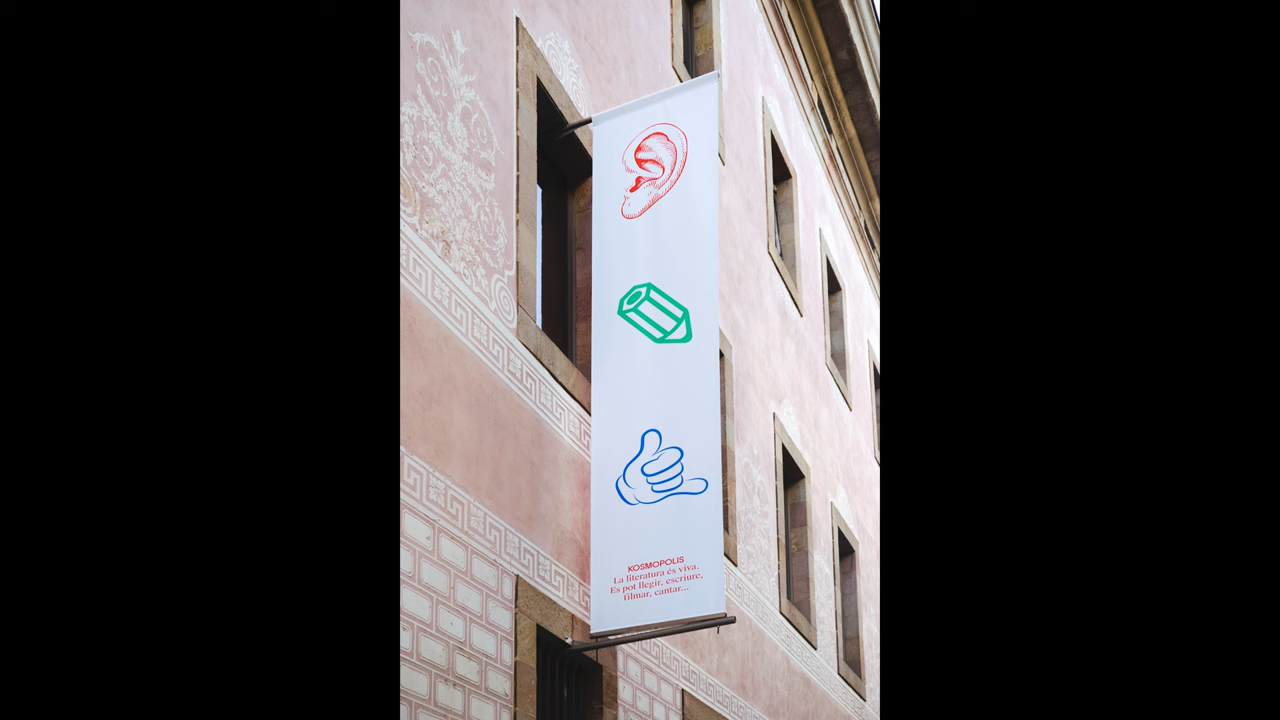 KOSMOPOLIS
La literatura és viva.
Es pot llegir, escriure,
filmar, cantar...